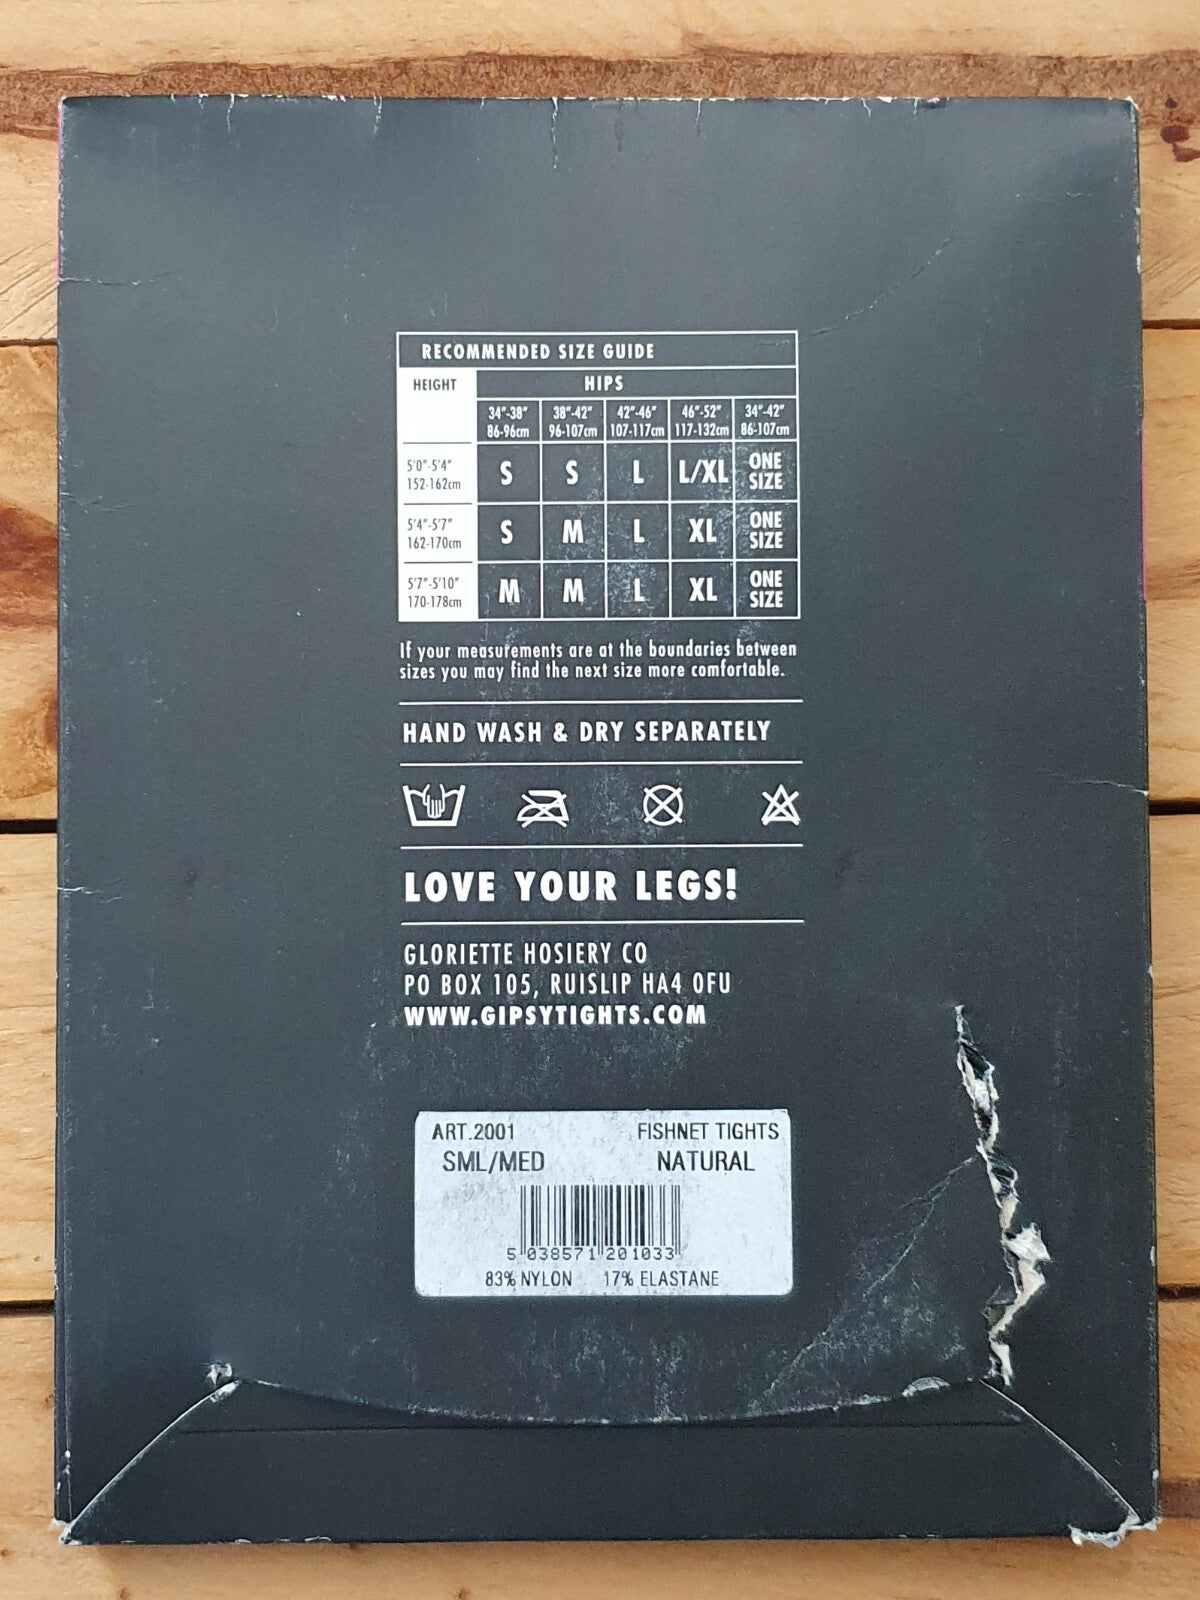 RECOMMENDED SIZE GUIDE
HEIGHT HIPS
34"-38" 38"-42" 42"-46" 46"-52" 34"-42"
86-96cm 96-107cm 107-117cm 117-132cm 86-107cm
5'0"-5'4"
152-162cm S S L L/XL ONE SIZE
5'4"-5'7"
162-170cm S M L XL ONE SIZE
5'7"-5'10"
170-178cm M M L XL ONE SIZE
If your measurements are at the boundaries between
sizes you may find the next size more comfortable.
HAND WASH & DRY SEPARATELY
LOVE YOUR LEGS!
GLORIETTE HOSIERY CO
PO BOX 105, RUISLIP HA4 0FU
WWW.GIPSYTIGHTS.COM
ART.2001 FISHNET TIGHTS
SML/MED NATURAL
5 038571 201033
83% NYLON 17% ELASTANE